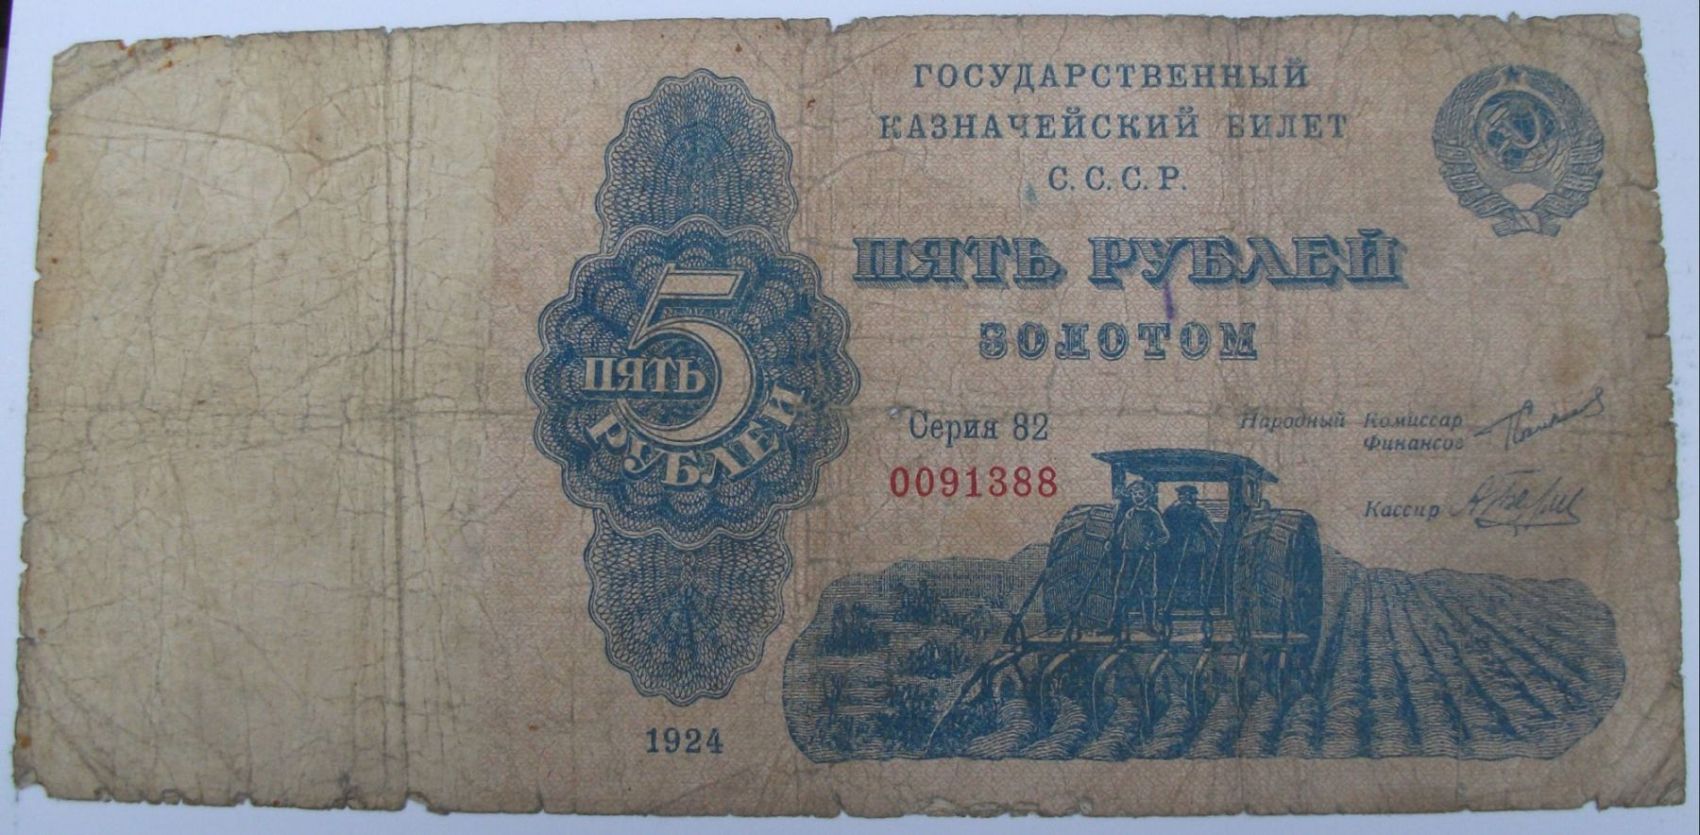 ГОСУДАРСТВЕННЫЙ
КАЗНАЧЕЙСКИЙ БИЛЕТ
С. С. С. Р.
ПЯТЬ РУБЛЕЙ
ЗОЛОТОМ
5
ПЯТЬ
РУБЛЕЙ
Серия 82
0091388
Народный Комиссар
Финансов
Кассир
1924